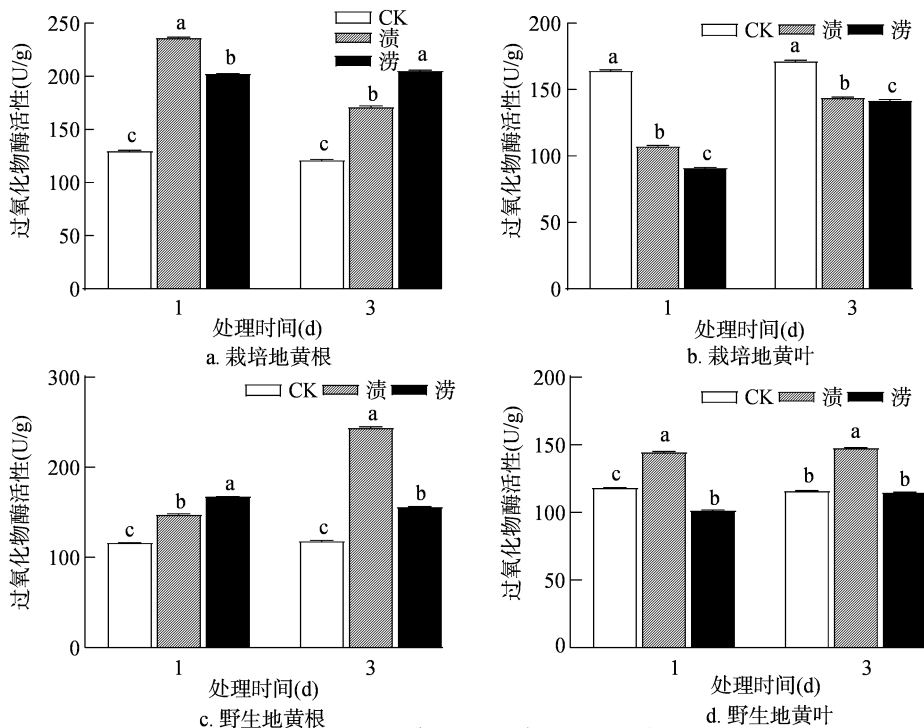 过氧化物酶活性(U/g)
250
200
150
100
50
0
CK
渍
涝
c
a
b
c
b
a
1
3
处理时间(d)
a. 栽培地黄根
过氧化物酶活性(U/g)
200
150
100
50
0
CK 渍 涝
a
b
c
a
b
c
1
3
处理时间(d)
b. 栽培地黄叶
过氧化物酶活性(U/g)
300
200
100
0
CK 渍 涝
c
b
a
c
a
b
1
3
处理时间(d)
c. 野生地黄根
过氧化物酶活性(U/g)
200
150
100
50
0
CK 渍 涝
c
a
b
b
a
b
1
3
处理时间(d)
d. 野生地黄叶